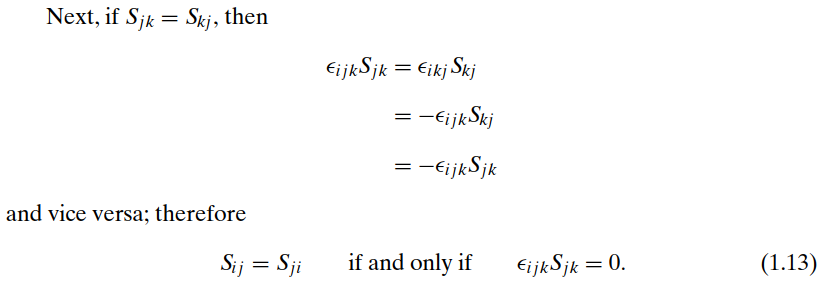 Next, if S_{jk} = S_{kj}, then
ϵ_{ijk}S_{jk} = ϵ_{ikj}S_{kj}
= −ϵ_{ijk}S_{kj}
= −ϵ_{ijk}S_{jk}
and vice versa; therefore
S_{ij} = S_{ji} if and only if ϵ_{ijk}S_{jk} = 0. (1.13)